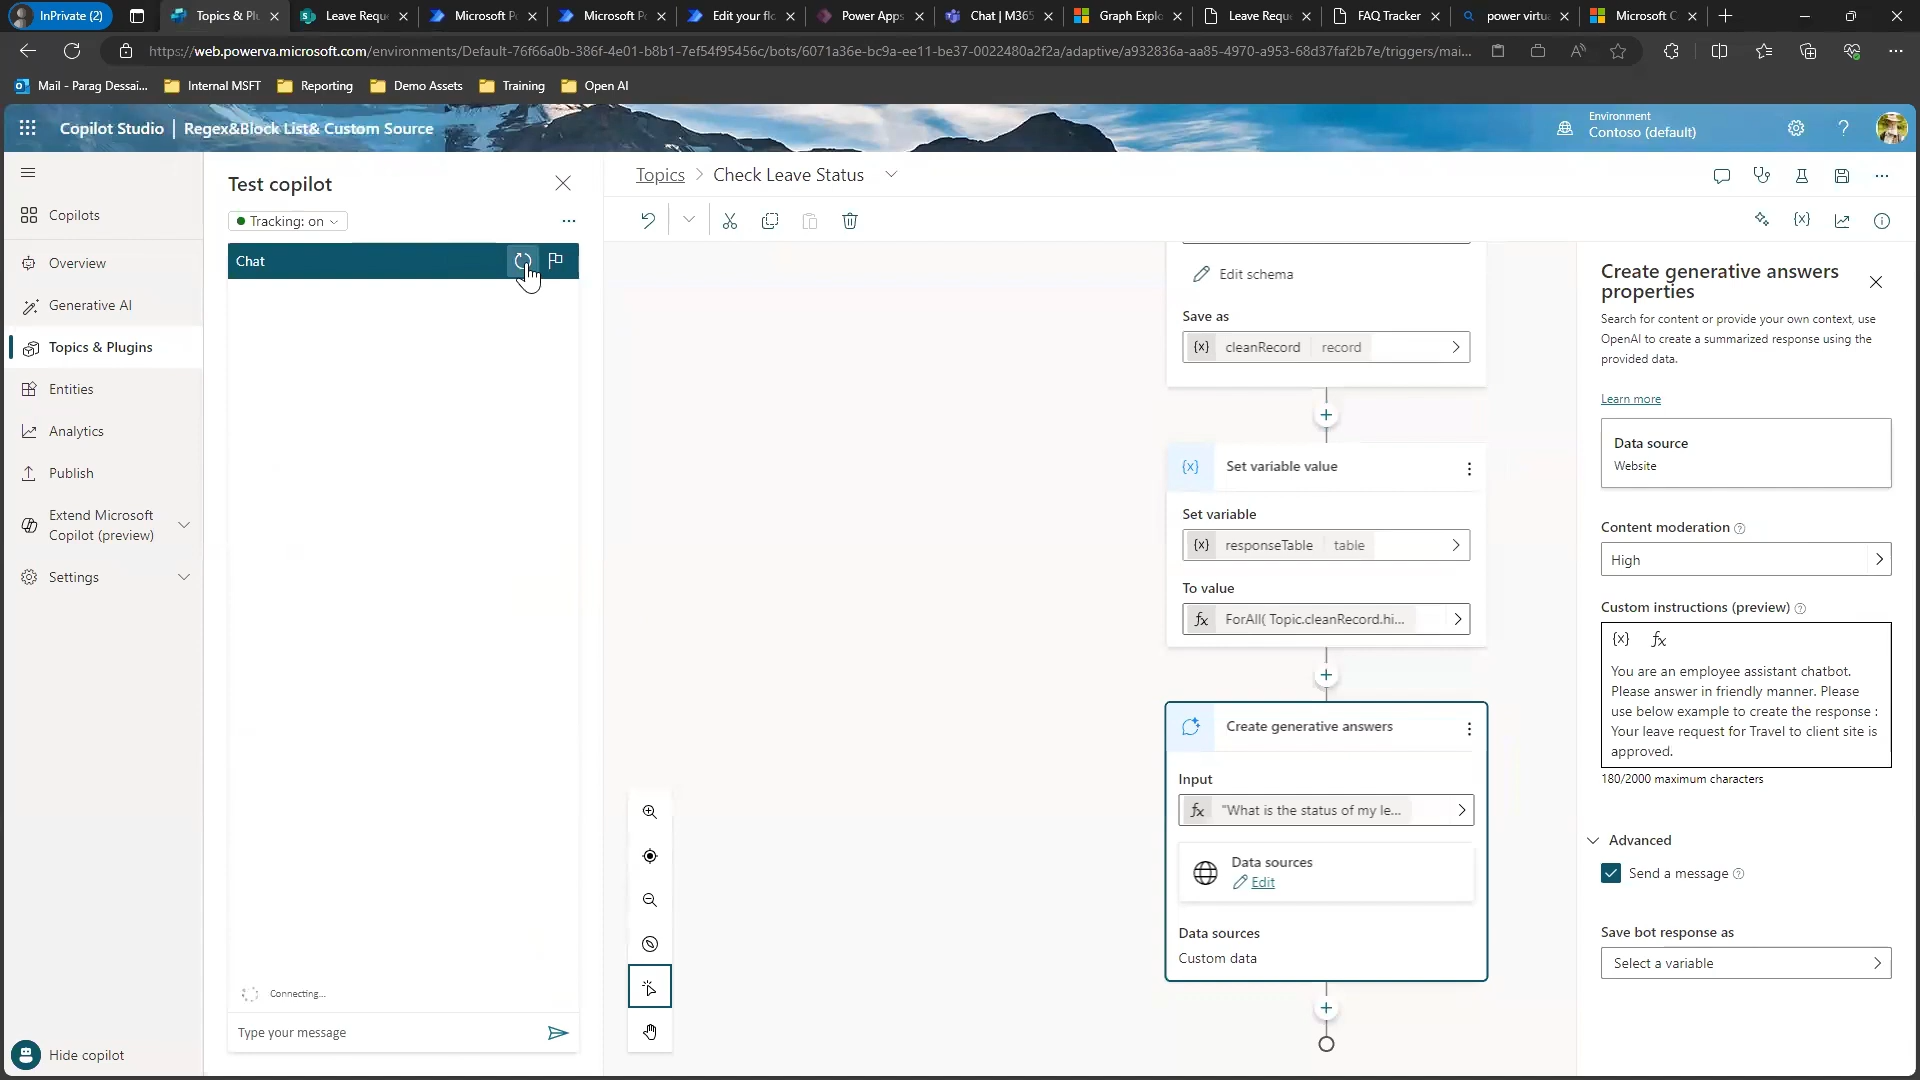 InPrivate (2)
Topics & Plu
Leave Requ
Microsoft Po
Microsoft Po
Edit your flo
Power Apps
Chat | M365
Graph Explo
Leave Requ
FAQ Tracker
power virtua
Microsoft C
https://web.powerva.microsoft.com/environments/Default-76f66a0b-386f-4e01-b8b1-7ef54f95456c/bots/6071a36e-bc9a-ee11-be37-0022480a2f2a/adaptive/a932836a-aa85-4970-a953-68d37faf2b7e/triggers/mai...
Mail - Parag Dessai...
Internal MSFT
Reporting
Demo Assets
Training
Open AI
Copilot Studio | Regex&Block List& Custom Source
Environment
Contoso (default)
Copilots
Overview
Generative AI
Topics & Plugins
Entities
Analytics
Publish
Extend Microsoft
Copilot (preview)
Settings
Hide copilot
Test copilot
Tracking: on
Chat
Connecting...
Type your message
Topics > Check Leave Status
Edit schema
Save as
{x} cleanRecord record
{x} Set variable value
Set variable
{x} responseTable table
To value
fx ForAll( Topic.cleanRecord.hi...
Create generative answers
Input
fx "What is the status of my le...
Data sources
Edit
Data sources
Custom data
Create generative answers
properties
Search for content or provide your own context, use
OpenAI to create a summarized response using the
provided data.
Learn more
Data source
Website
Content moderation
High
Custom instructions (preview)
{x} fx
You are an employee assistant chatbot.
Please answer in friendly manner. Please
use below example to create the response :
Your leave request for Travel to client site is
approved.
180/2000 maximum characters
Advanced
Send a message
Save bot response as
Select a variable